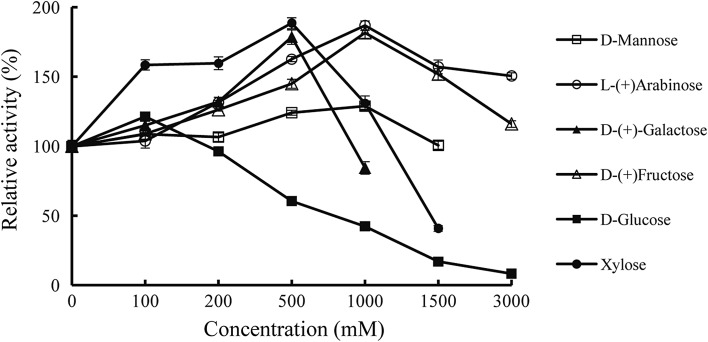 200
150
100
50
0
Relative activity (%)
0 100 200 500 1000 1500 3000
Concentration (mM)
D-Mannose
L-(+)Arabinose
D-(+)-Galactose
D-(+)Fructose
D-Glucose
Xylose